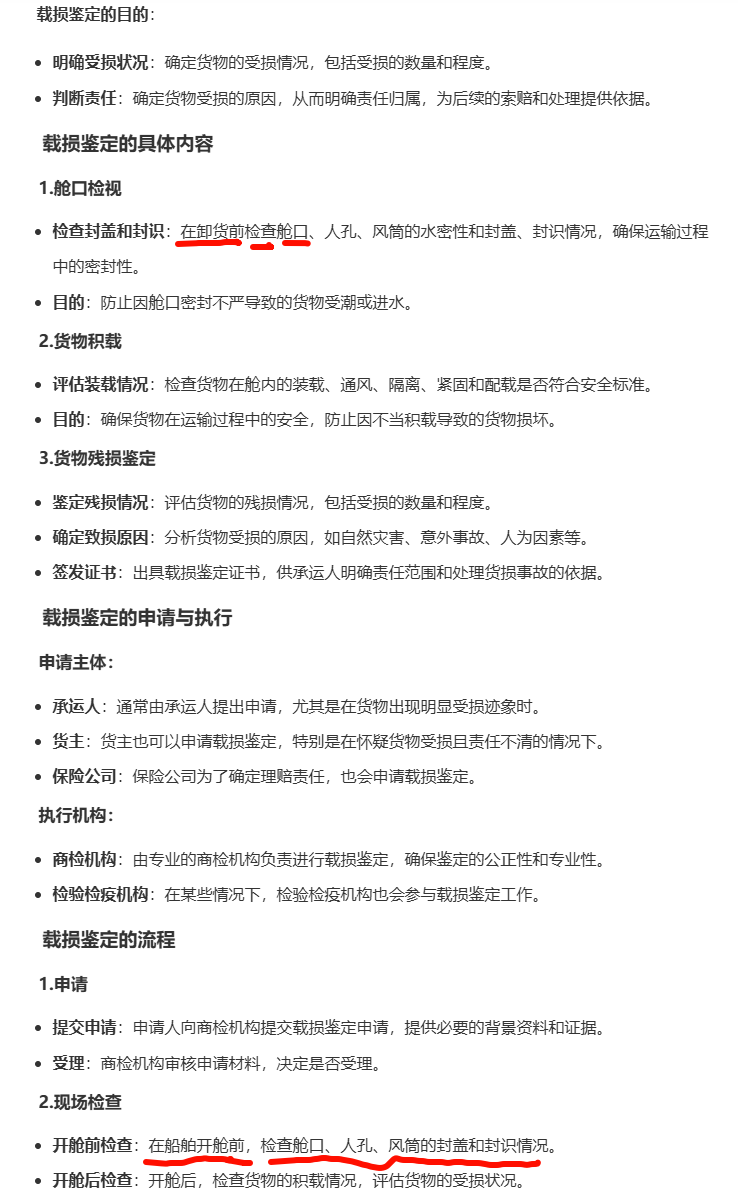 载损鉴定的目的：
明确受损状况：确定货物的受损情况，包括受损的数量和程度。
判断责任：确定货物受损的原因，从而明确责任归属，为后续的索赔和处理提供依据。
载损鉴定的具体内容
1.舱口检视
检查封盖和封识：在卸货前检查舱口、人孔、风筒的水密性和封盖、封识情况，确保运输过程
中的密封性。
目的：防止因舱口密封不严导致的货物受潮或进水。
2.货物积载
评估装载情况：检查货物在舱内的装载、通风、隔离、紧固和配载是否符合安全标准。
目的：确保货物在运输过程中的安全，防止因不当积载导致的货物损坏。
3.货物残损鉴定
鉴定残损情况：评估货物的残损情况，包括受损的数量和程度。
确定致损原因：分析货物受损的原因，如自然灾害、意外事故、人为因素等。
签发证书：出具载损鉴定证书，供承运人明确责任范围和处理货损事故的依据。
载损鉴定的申请与执行
申请主体：
承运人：通常由承运人提出申请，尤其是在货物出现明显受损迹象时。
货主：货主也可以申请载损鉴定，特别是在怀疑货物受损且责任不清的情况下。
保险公司：保险公司为了确定理赔责任，也会申请载损鉴定。
执行机构：
商检机构：由专业的商检机构负责进行载损鉴定，确保鉴定的公正性和专业性。
检验检疫机构：在某些情况下，检验检疫机构也会参与载损鉴定工作。
载损鉴定的流程
1.申请
提交申请：申请人向商检机构提交载损鉴定申请，提供必要的背景资料和证据。
受理：商检机构审核申请材料，决定是否受理。
2.现场检查
开舱前检查：在船舶开舱前，检查舱口、人孔、风筒的封盖和封识情况。
开舱后检查：开舱后，检查货物的积载情况，评估货物的受损状况。